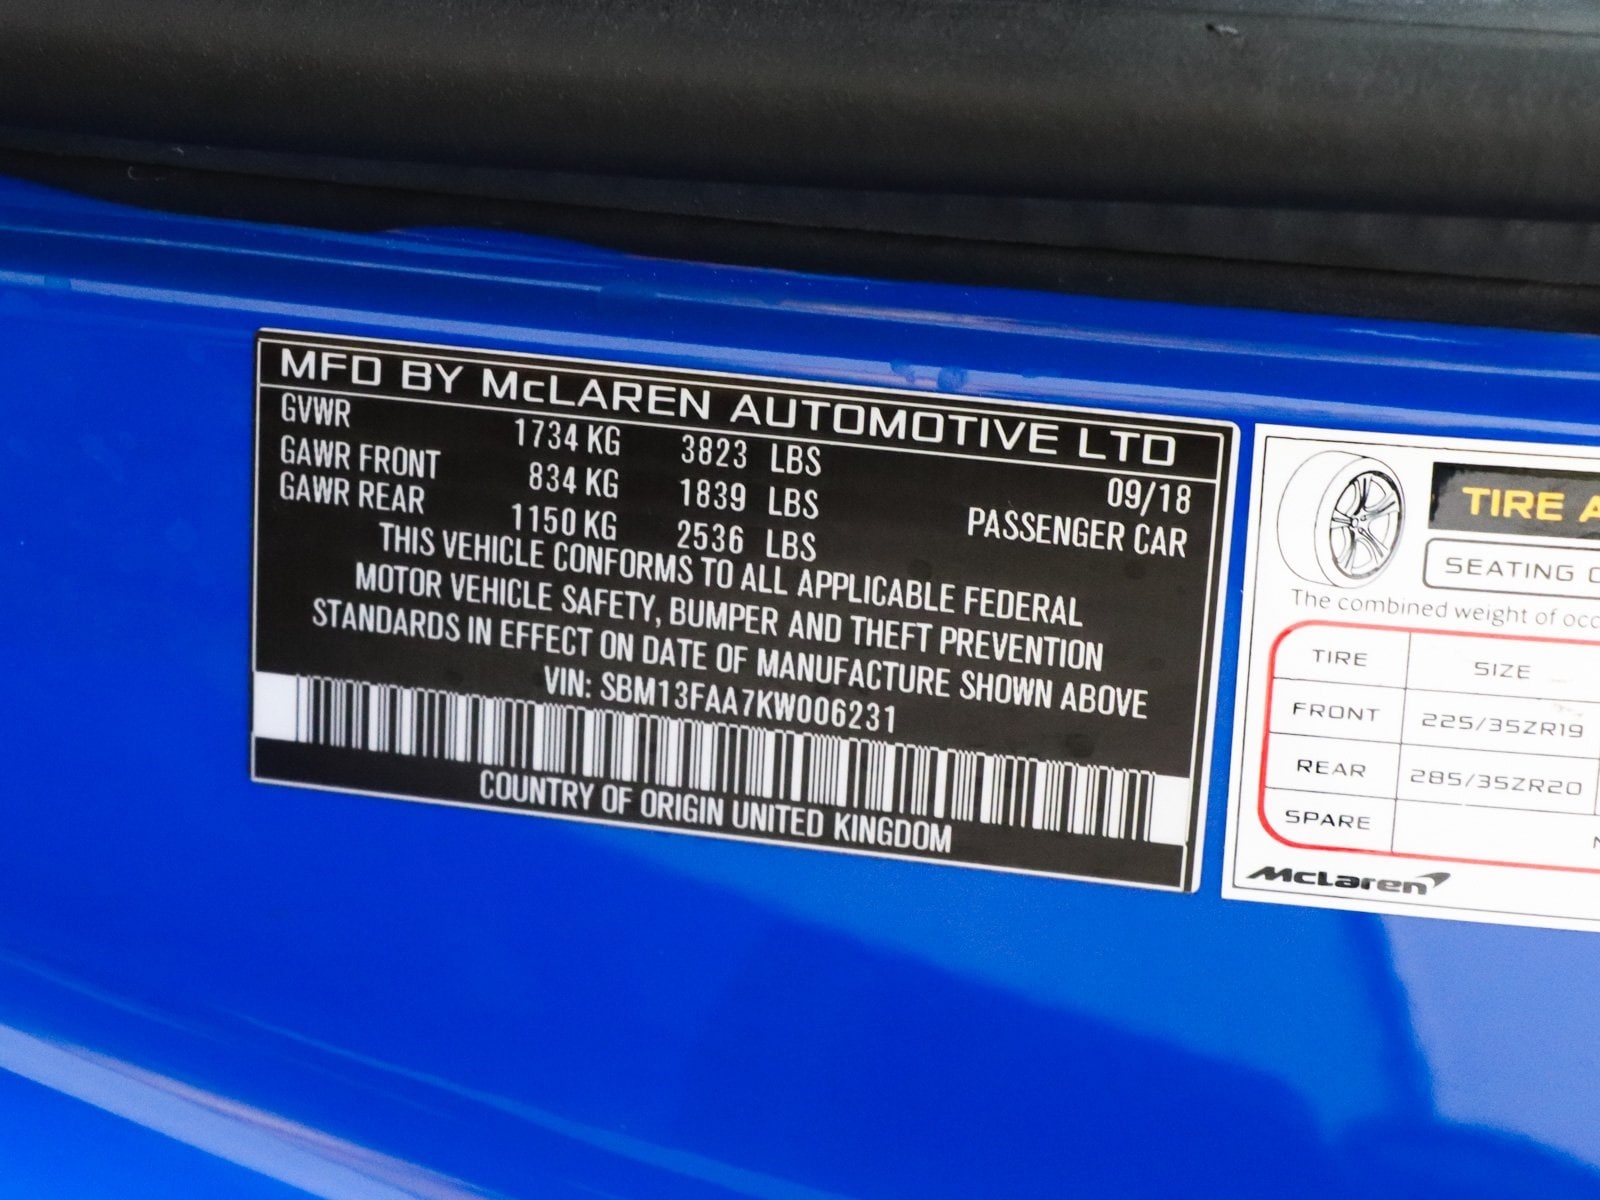 MFD BY McLAREN AUTOMOTIVE LTD
GVWR 1734 KG 3823 LBS
GAWR FRONT 834 KG 1839 LBS 09/18
GAWR REAR 1150 KG 2536 LBS PASSENGER CAR
THIS VEHICLE CONFORMS TO ALL APPLICABLE FEDERAL
MOTOR VEHICLE SAFETY, BUMPER AND THEFT PREVENTION
STANDARDS IN EFFECT ON DATE OF MANUFACTURE SHOWN ABOVE
VIN: SBM13FAA7KW006231
COUNTRY OF ORIGIN UNITED KINGDOM
TIRE
SEATING
The combined weight of
TIRE SIZE
FRONT 225/35ZR19
REAR 285/35ZR20
SPARE
McLaren